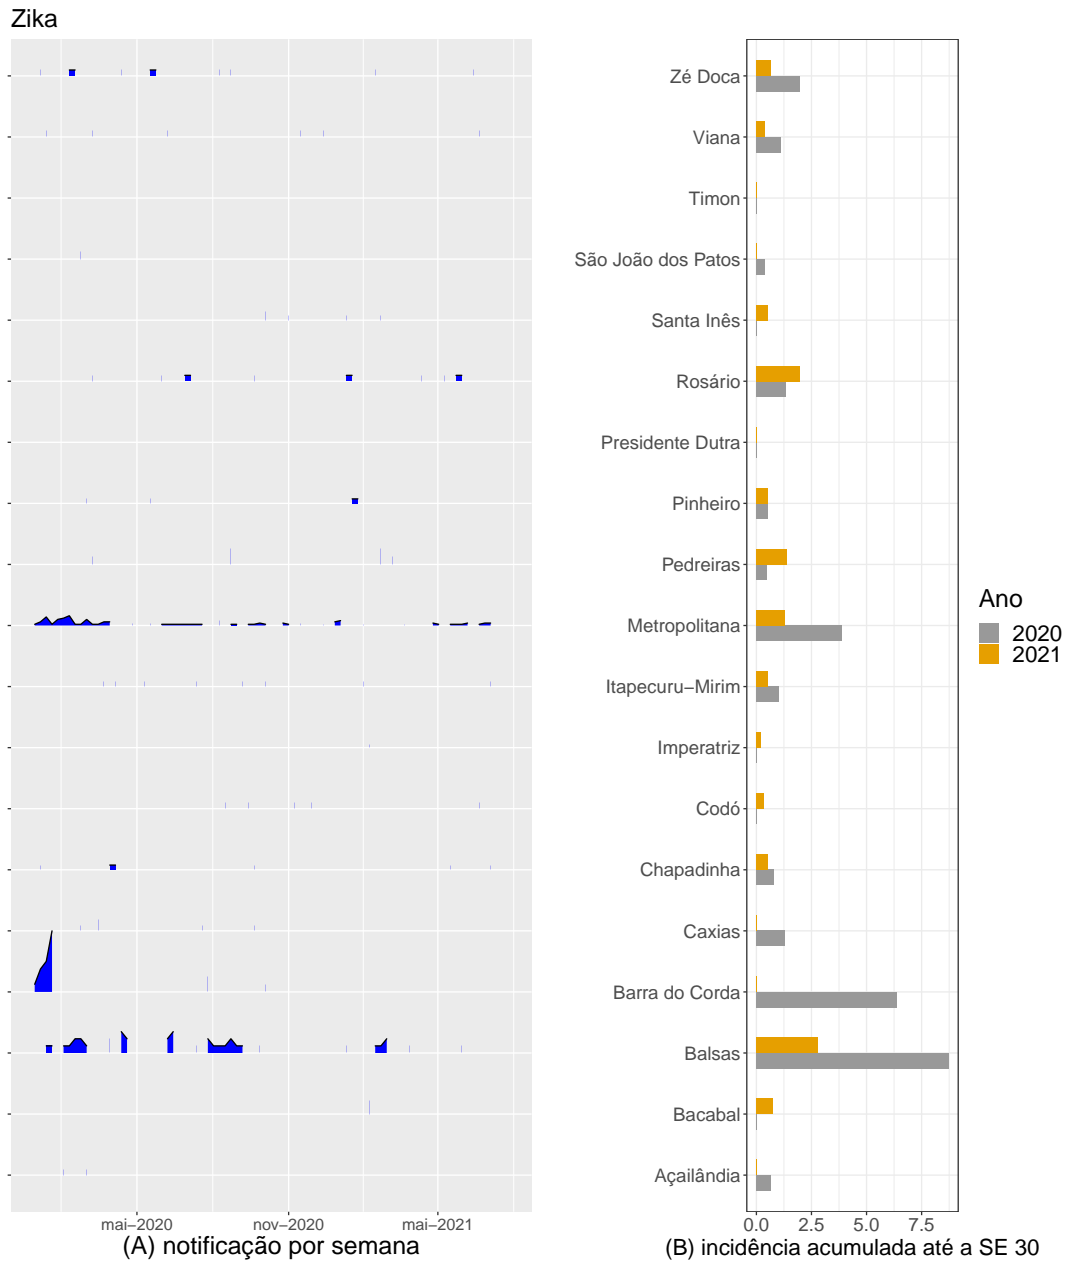 Zika
Zé Doca
Viana
Timon
São João dos Patos
Santa Inês
Rosário
Presidente Dutra
Pinheiro
Pedreiras
Metropolitana
Itapecuru−Mirim
Imperatriz
Codó
Chapadinha
Caxias
Barra do Corda
Balsas
Bacabal
Açailândia
mai−2020 nov−2020 mai−2021
(A) notificação por semana
0.0 2.5 5.0 7.5
(B) incidência acumulada até a SE 30
Ano
2020
2021